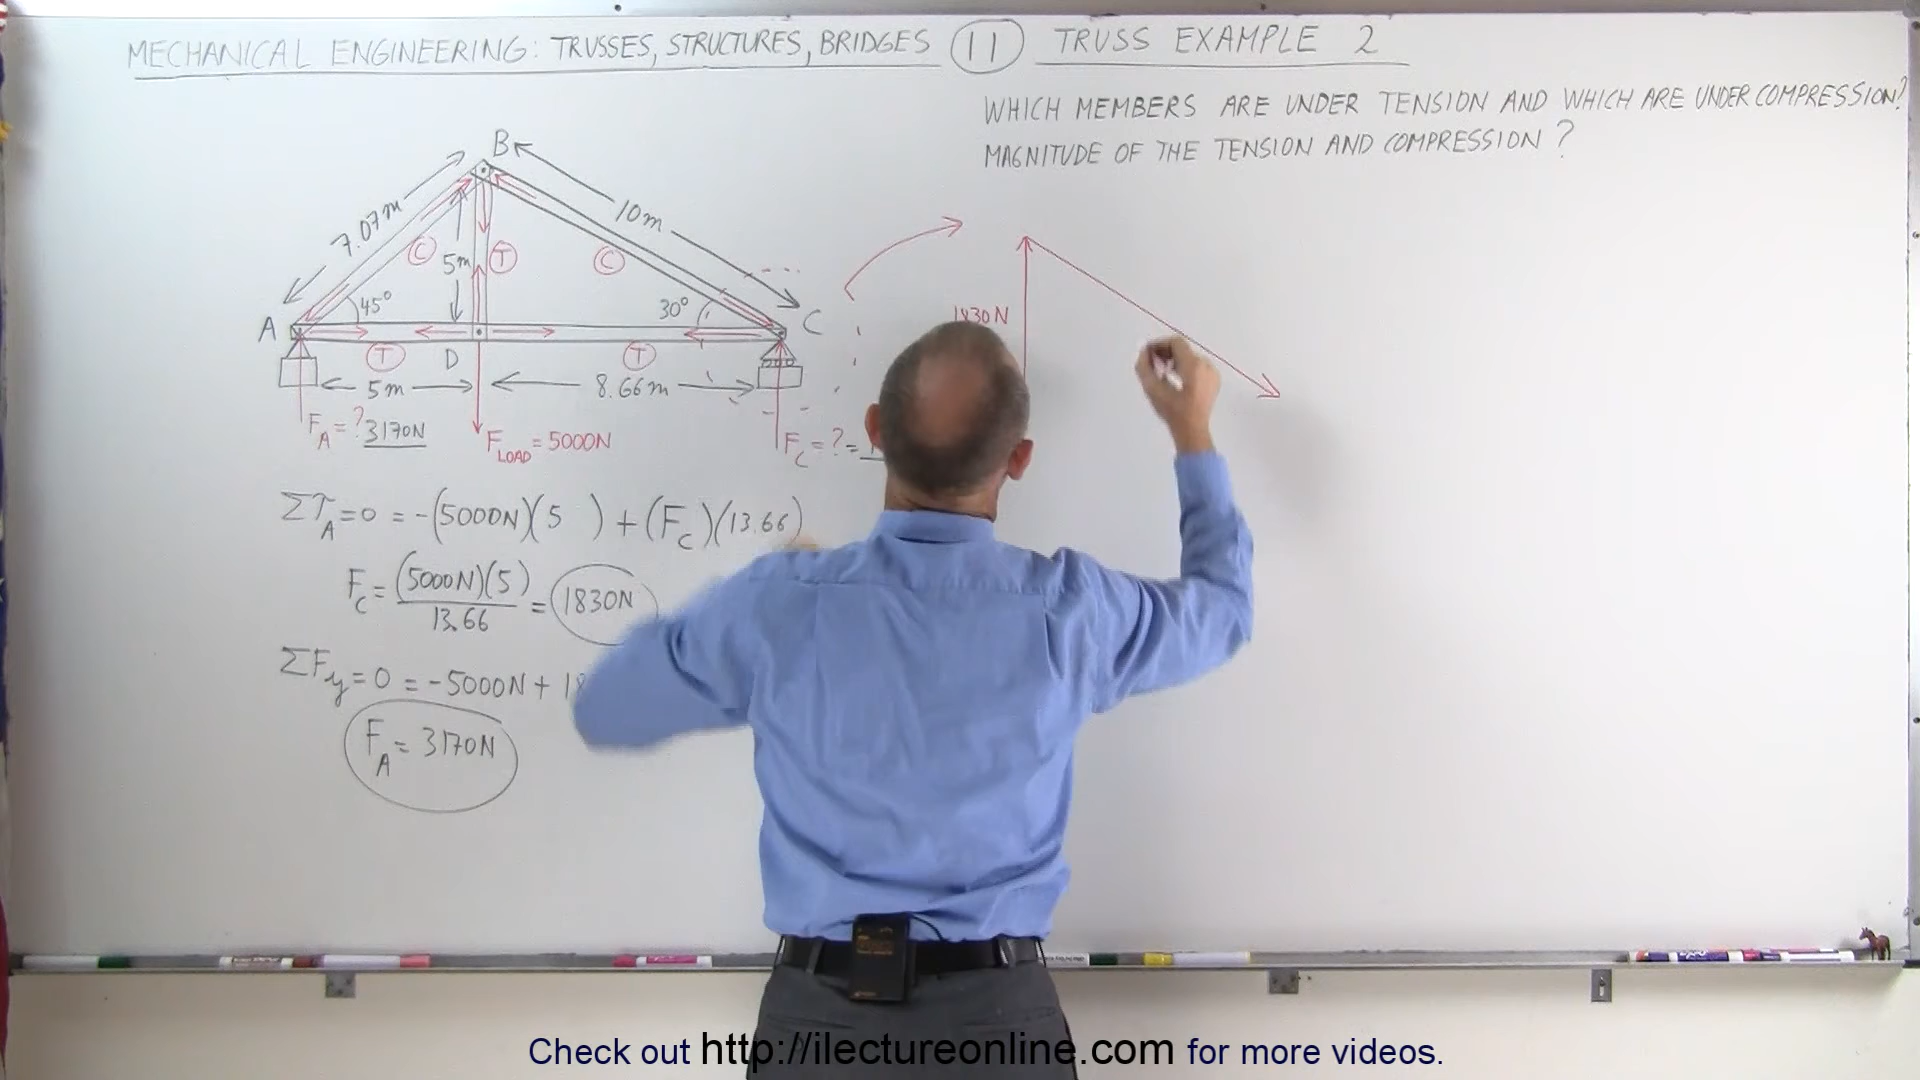 MECHANICAL ENGINEERING: TRUSSES, STRUCTURES, BRIDGES 11 TRUSS EXAMPLE 2
WHICH MEMBERS ARE UNDER TENSION AND WHICH ARE UNDER COMPRESSION?
MAGNITUDE OF THE TENSION AND COMPRESSION?
B
7.07m
10m
C
5m
T
C
45°
30°
A
C
T
D
T
5m
8.66m
F_A = ? 3170N
F_LOAD = 5000N
F_C = ? =
1830N
ΣT_A = 0 = -(5000N)(5 ) + (F_C)(13.66)
F_C = (5000N)(5) / 13.66 = 1830N
ΣF_y = 0 = -5000N + 18
F_A = 3170N
Check out http://ilectureonline.com for more videos.